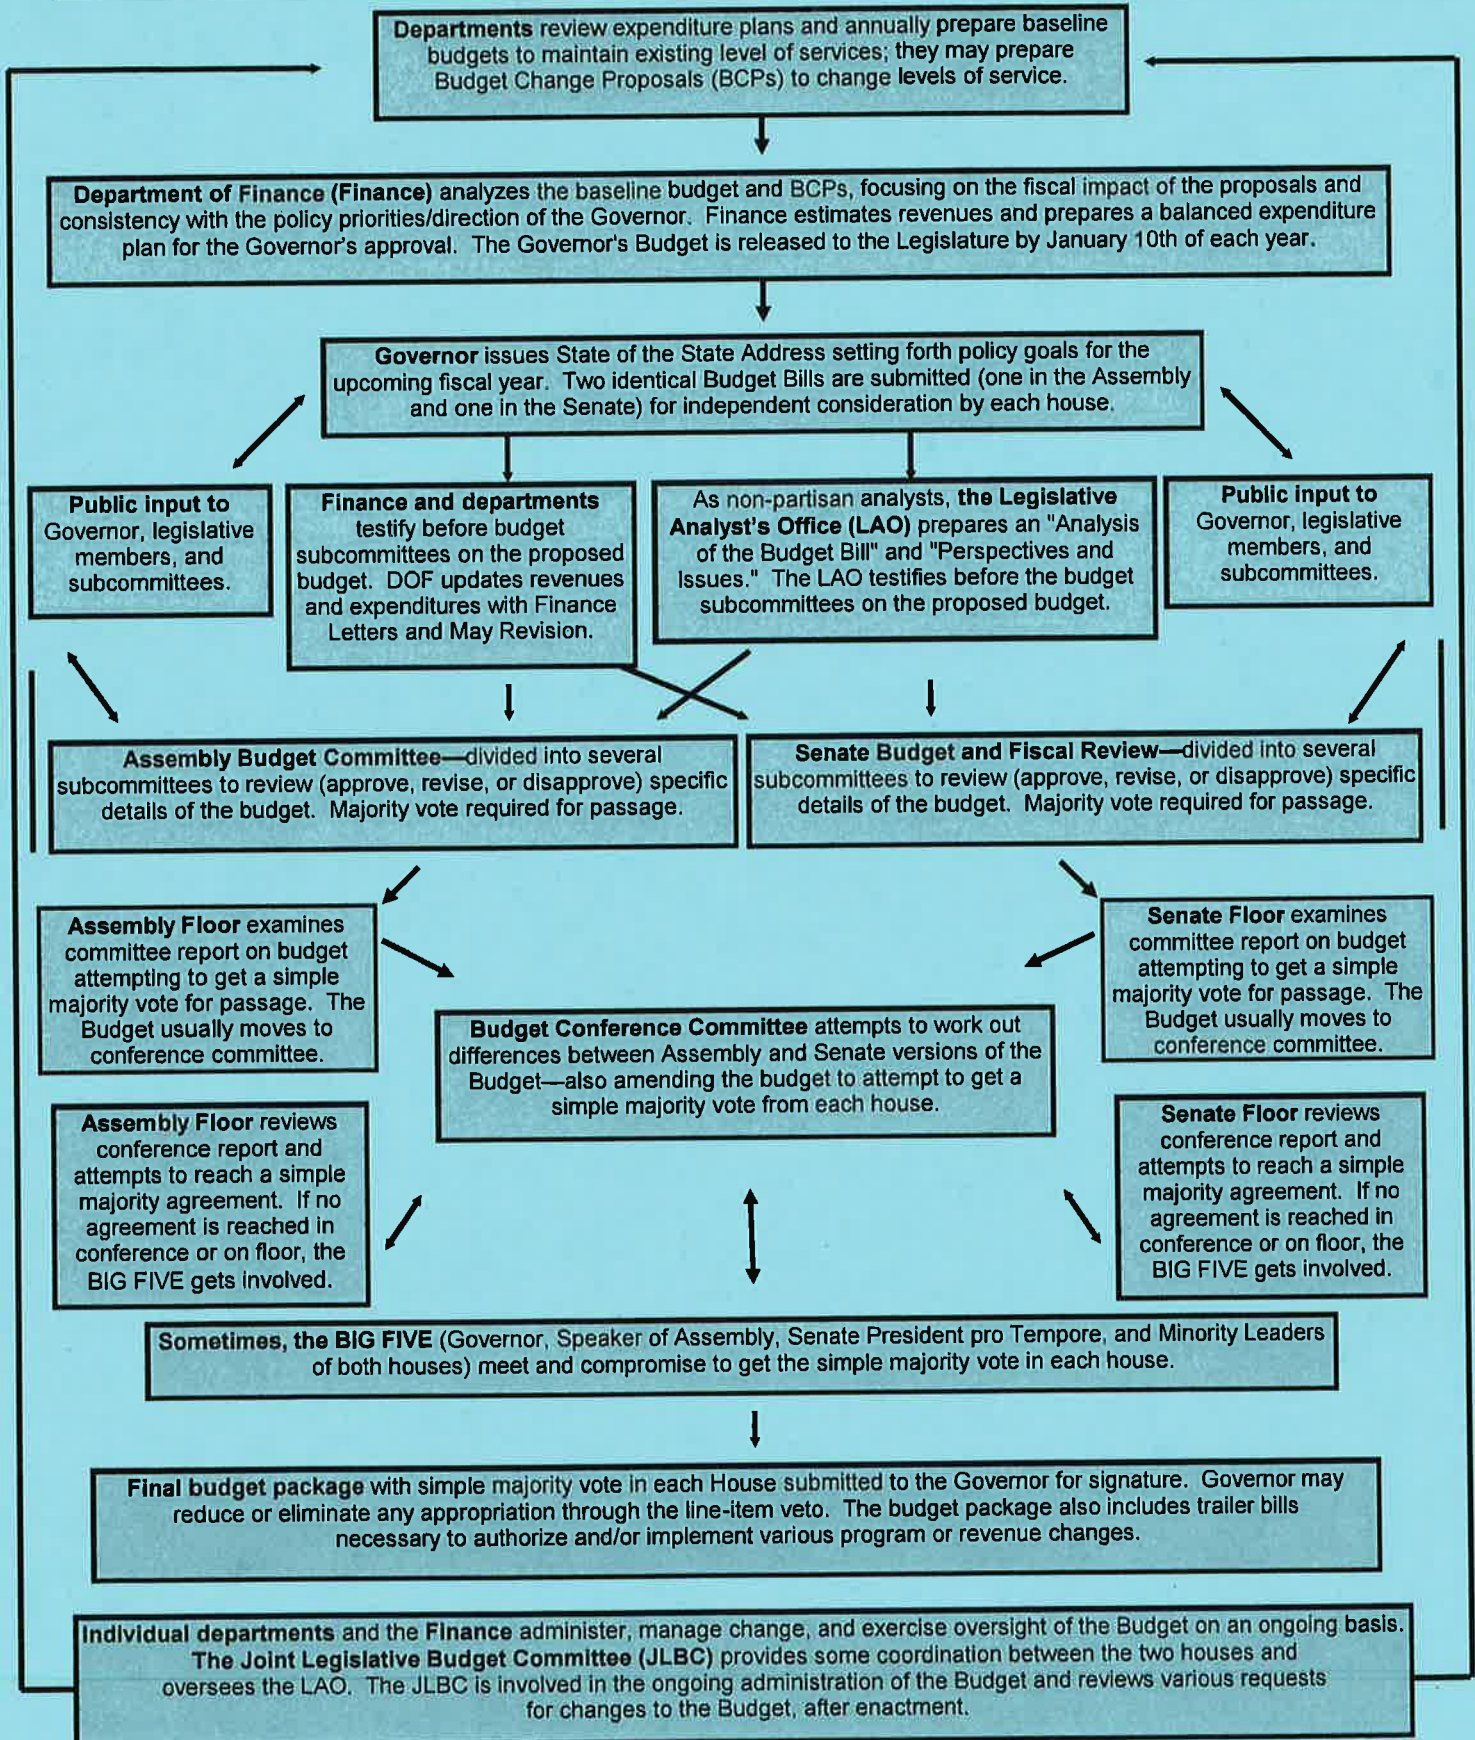 Departments review expenditure plans and annually prepare baseline
budgets to maintain existing level of services; they may prepare
Budget Change Proposals (BCPs) to change levels of service.
Department of Finance (Finance) analyzes the baseline budget and BCPs, focusing on the fiscal impact of the proposals and
consistency with the policy priorities/direction of the Governor. Finance estimates revenues and prepares a balanced expenditure
plan for the Governor's approval. The Governor's Budget is released to the Legislature by January 10th of each year.
Governor issues State of the State Address setting forth policy goals for the
upcoming fiscal year. Two identical Budget Bills are submitted (one in the Assembly
and one in the Senate) for independent consideration by each house.
Public input to
Governor, legislative
members, and
subcommittees.
Finance and departments
testify before budget
subcommittees on the proposed
budget. DOF updates revenues
and expenditures with Finance
Letters and May Revision.
As non-partisan analysts, the Legislative
Analyst's Office (LAO) prepares an "Analysis
of the Budget Bill" and "Perspectives and
Issues." The LAO testifies before the budget
subcommittees on the proposed budget.
Public input to
Governor, legislative
members, and
subcommittees.
Assembly Budget Committee—divided into several
subcommittees to review (approve, revise, or disapprove) specific
details of the budget. Majority vote required for passage.
Senate Budget and Fiscal Review—divided into several
subcommittees to review (approve, revise, or disapprove) specific
details of the budget. Majority vote required for passage.
Assembly Floor examines
committee report on budget
attempting to get a simple
majority vote for passage. The
Budget usually moves to
conference committee.
Senate Floor examines
committee report on budget
attempting to get a simple
majority vote for passage. The
Budget usually moves to
conference committee.
Budget Conference Committee attempts to work out
differences between Assembly and Senate versions of the
Budget—also amending the budget to attempt to get a
simple majority vote from each house.
Assembly Floor reviews
conference report and
attempts to reach a simple
majority agreement. If no
agreement is reached in
conference or on floor, the
BIG FIVE gets involved.
Senate Floor reviews
conference report and
attempts to reach a simple
majority agreement. If no
agreement is reached in
conference or on floor, the
BIG FIVE gets involved.
Sometimes, the BIG FIVE (Governor, Speaker of Assembly, Senate President pro Tempore, and Minority Leaders
of both houses) meet and compromise to get the simple majority vote in each house.
Final budget package with simple majority vote in each House submitted to the Governor for signature. Governor may
reduce or eliminate any appropriation through the line-item veto. The budget package also includes trailer bills
necessary to authorize and/or implement various program or revenue changes.
Individual departments and the Finance administer, manage change, and exercise oversight of the Budget on an ongoing basis.
The Joint Legislative Budget Committee (JLBC) provides some coordination between the two houses and
oversees the LAO. The JLBC is involved in the ongoing administration of the Budget and reviews various requests
for changes to the Budget, after enactment.